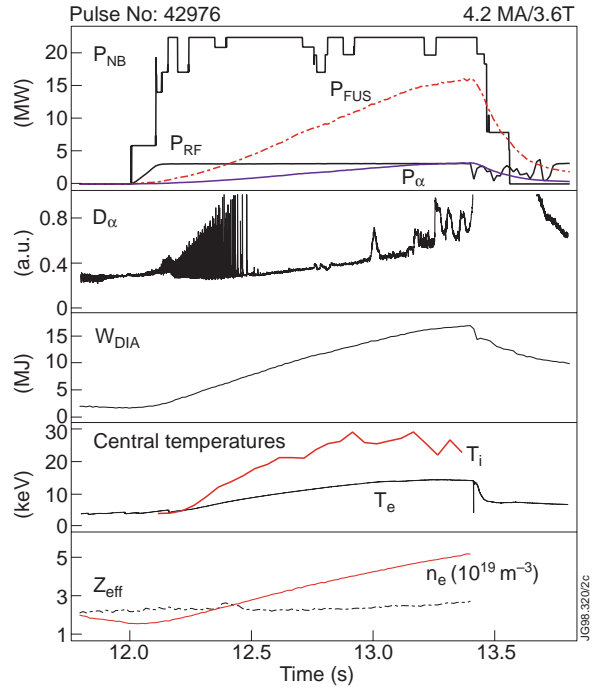 Pulse No: 42976 4.2 MA/3.6T
P_NB
20
15
10
5
0
(MW)
P_FUS
P_RF
P_α
D_α
0.8
0.4
0
(a.u.)
W_DIA
15
10
5
0
(MJ)
Central temperatures
30
20
10
0
(keV)
T_i
T_e
5
3
1
Z_eff
n_e (10^19 m^−3)
12.0 12.5 13.0 13.5
Time (s)
JG98.320/2c